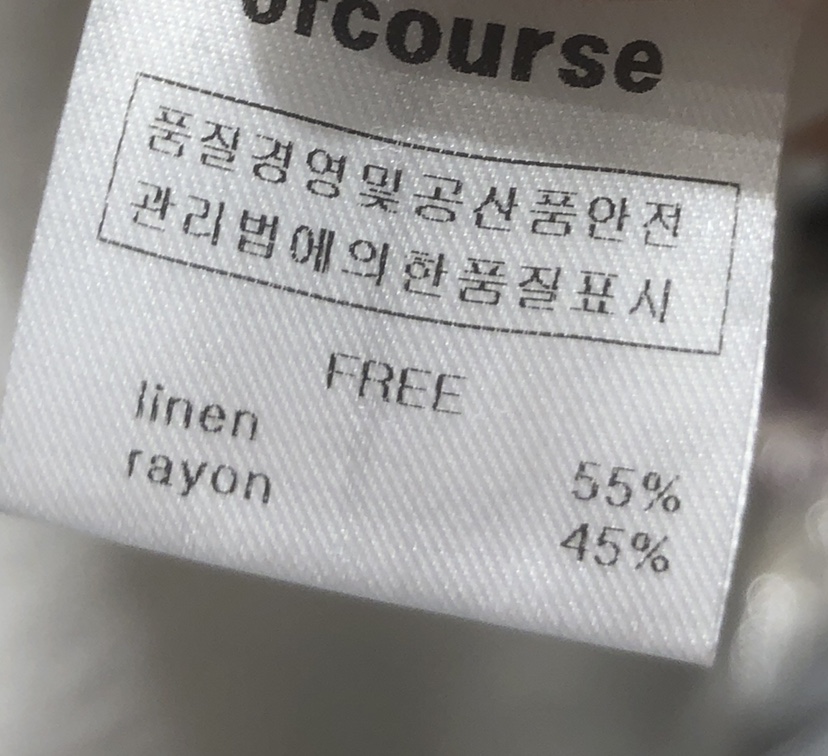 ofcourse
품질경영및공산품안전
관리법에의한품질표시
FREE
linen 55%
rayon 45%